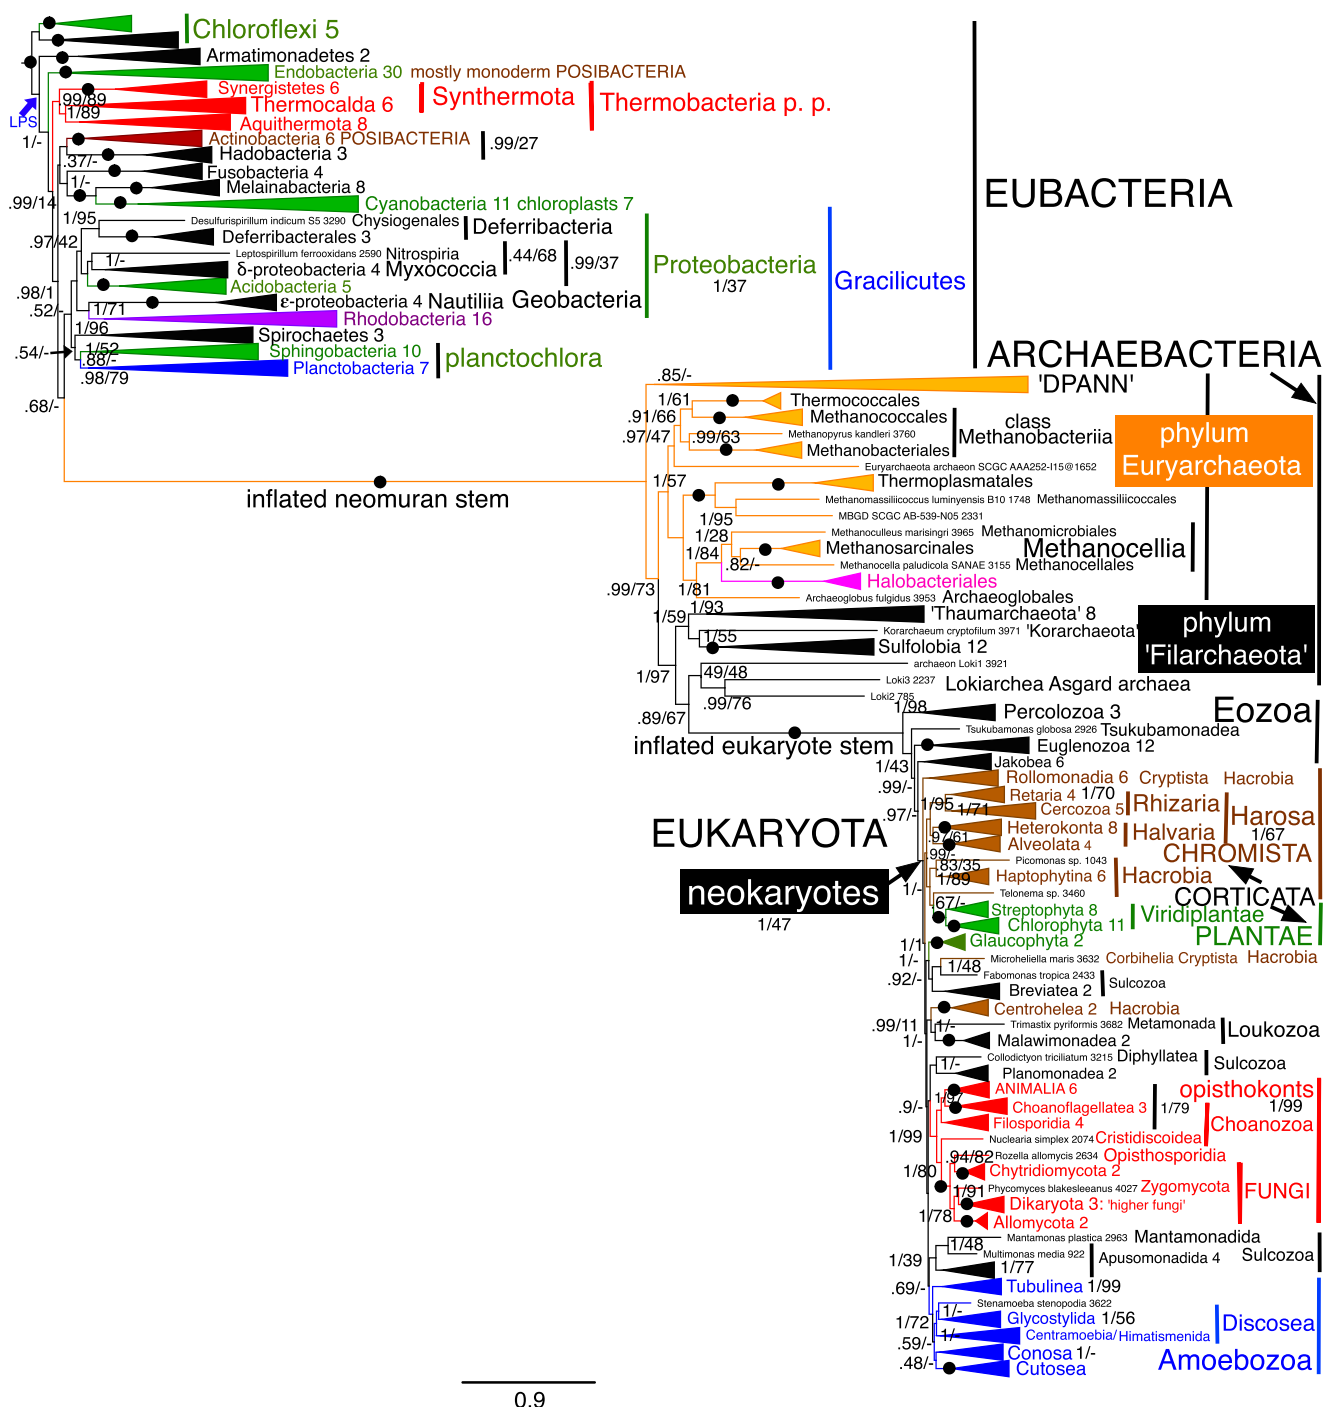 Chloroflexi 5
Armatimonadetes 2
Endobacteria 30 mostly monoderm POSIBACTERIA
Synergistetes 6
.99/89
Thermocalda 6
Synthermota
Thermobacteria p. p.
1/89
LPS
Aquithermota 8
1/-
Actinobacteria 6 POSIBACTERIA
.99/27
Hadobacteria 3
.37/-
Fusobacteria 4
1/-
Melainabacteria 8
EUBACTERIA
.99/14
Cyanobacteria 11 chloroplasts 7
1/95
Desulfurispirillum indicum S5 3290 Chysiogenales
Deferribacteria
.97/42
Deferribacterales 3
Leptospirillum ferrooxidans 2590 Nitrospiria
.44/68
1/-
δ-proteobacteria 4 Myxococcia
.99/37
Proteobacteria
1/37
Gracilicutes
Acidobacteria 5
.98/1
ε-proteobacteria 4 Nautiliia Geobacteria
.52/-
1/71
Rhodobacteria 16
1/96
Spirochaetes 3
.54/-
1/52
Sphingobacteria 10
.88/-
planctochlora
Planctobacteria 7
.98/79
.68/-
ARCHAEBACTERIA
.85/-
'DPANN'
1/61
Thermococcales
.91/66
Methanococcales
class
Methanobacteriia
.97/47
.99/63
Methanopyrus kandleri 3760
Methanobacteriales
phylum
Euryarchaeota
Euryarchaeota archaeon SCGC AAA252-I15@1652
1/57
Thermoplasmatales
inflated neomuran stem
Methanomassiliicoccus luminyensis B10 1748 Methanomassiliicoccales
1/95
MBGD SCGC AB-539-N05 2331
1/28
Methanoculleus marisingri 3965 Methanomicrobiales
1/84
Methanosarcinales
Methanocellia
.82/-
Methanocella paludicola SANAE 3155 Methanocellales
Halobacteriales
.99/73
1/81
Archaeoglobus fulgidus 3953 Archaeoglobales
1/93
1/59
'Thaumarchaeota' 8
1/55
Korarchaeum cryptofilum 3971 'Korarchaeota'
phylum
'Filarchaeota'
Sulfolobia 12
archaeon Loki1 3921
1/97
49/48
Loki3 2237
Lokiarchea Asgard archaea
.99/76
Loki2 785
.89/67
1/98
Percolozoa 3
Eozoa
inflated eukaryote stem
Tsukubamonas globosa 2926 Tsukubamonadea
Euglenozoa 12
1/43
Jakobea 6
.99/-
Rollomonadia 6 Cryptista Hacrobia
Retaria 4 1/70
1/95
1/71
Cercozoa 5
Rhizaria
Harosa
1/67
.97/-
EUKARYOTA
Heterokonta 8
.97/61
Halvaria
Alveolata 4
CHROMISTA
.99/-
.83/35
Picomonas sp. 1043
1/89
Haptophytina 6
Hacrobia
neokaryotes
1/47
1/-
Telonema sp. 3460
CORTICATA
.67/-
Streptophyta 8
Viridiplantae
Chlorophyta 11
PLANTAE
1/1
Glaucophyta 2
1/-
Microheliella maris 3632 Corbihelia Cryptista Hacrobia
1/48
.92/-
Fabomonas tropica 2433
Sulcozoa
Breviatea 2
Centrohelea 2 Hacrobia
.99/11
1/-
Trimastix pyriformis 3682 Metamonada
Loukozoa
1/-
Malawimonadea 2
1/-
Collodictyon triciliatum 3215 Diphyllatea
Sulcozoa
Planomonadea 2
ANIMALIA 6
opisthokonts
1/99
1/97
.9/-
Choanoflagellatea 3
1/79
Choanozoa
Filosporidia 4
1/99
Nuclearia simplex 2074 Cristidiscoidea
.94/82
Rozella allomycis 2634 Opisthosporidia
1/80
Chytridiomycota 2
1/91
Phycomyces blakesleeanus 4027 Zygomycota
FUNGI
Dikaryota 3: 'higher fungi'
1/78
Allomycota 2
Mantamonas plastica 2963 Mantamonadida
1/48
Multimonas media 922
Apusomonadida 4
Sulcozoa
1/39
1/77
.69/-
Tubulinea 1/99
Stenamoeba stenopodia 3622
1/-
Glycostylida 1/56
Discosea
1/72
1/-
Centramoebia/Himatismenida
.59/-
Conosa 1/-
Amoebozoa
.48/-
Cutosea
0.9